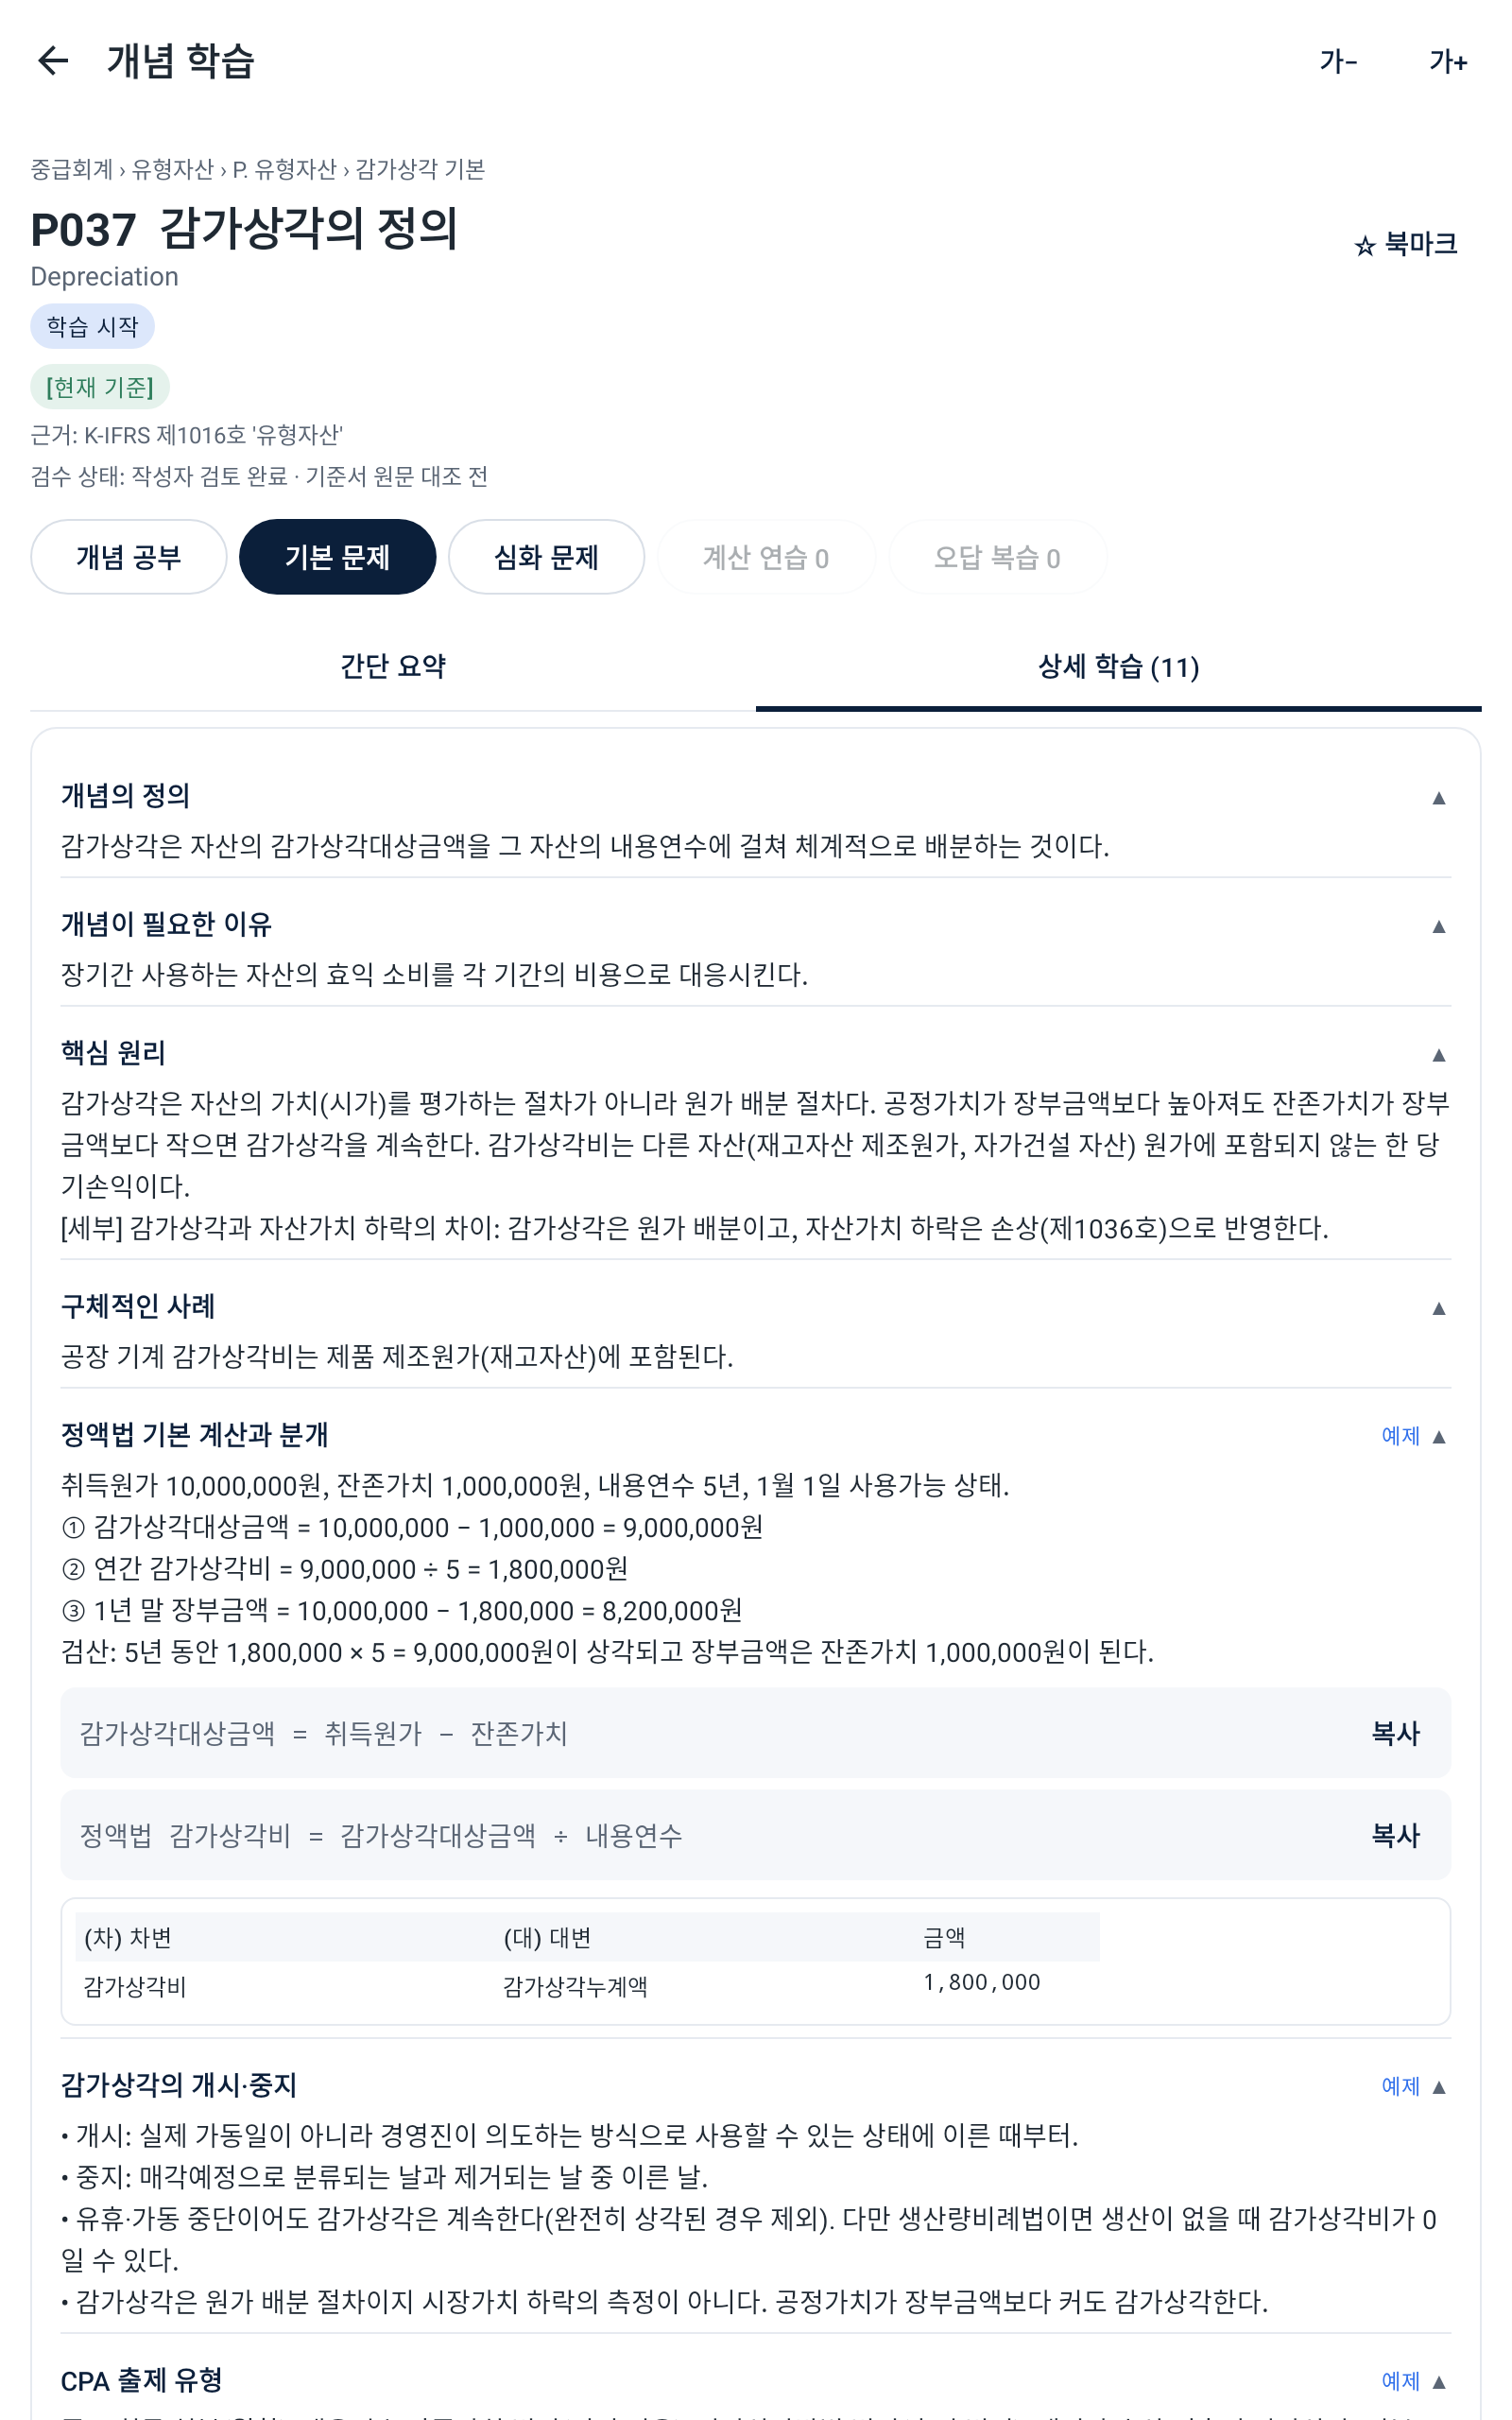 개념 학습
가−
가+
중급회계 › 유형자산 › P. 유형자산 › 감가상각 기본
P037 감가상각의 정의
☆ 북마크
Depreciation
학습 시작
[현재 기준]
근거: K-IFRS 제1016호 '유형자산'
검수 상태: 작성자 검토 완료 · 기준서 원문 대조 전
개념 공부
기본 문제
심화 문제
계산 연습 0
오답 복습 0
간단 요약
상세 학습 (11)
개념의 정의 ▲
감가상각은 자산의 감가상각대상금액을 그 자산의 내용연수에 걸쳐 체계적으로 배분하는 것이다.
개념이 필요한 이유 ▲
장기간 사용하는 자산의 효익 소비를 각 기간의 비용으로 대응시킨다.
핵심 원리 ▲
감가상각은 자산의 가치(시가)를 평가하는 절차가 아니라 원가 배분 절차다. 공정가치가 장부금액보다 높아져도 잔존가치가 장부
금액보다 작으면 감가상각을 계속한다. 감가상각비는 다른 자산(재고자산 제조원가, 자가건설 자산) 원가에 포함되지 않는 한 당
기손익이다.
[세부] 감가상각과 자산가치 하락의 차이: 감가상각은 원가 배분이고, 자산가치 하락은 손상(제1036호)으로 반영한다.
구체적인 사례 ▲
공장 기계 감가상각비는 제품 제조원가(재고자산)에 포함된다.
정액법 기본 계산과 분개
예제 ▲
취득원가 10,000,000원, 잔존가치 1,000,000원, 내용연수 5년, 1월 1일 사용가능 상태.
① 감가상각대상금액 = 10,000,000 − 1,000,000 = 9,000,000원
② 연간 감가상각비 = 9,000,000 ÷ 5 = 1,800,000원
③ 1년 말 장부금액 = 10,000,000 − 1,800,000 = 8,200,000원
검산: 5년 동안 1,800,000 × 5 = 9,000,000원이 상각되고 장부금액은 잔존가치 1,000,000원이 된다.
감가상각대상금액 = 취득원가 − 잔존가치
복사
정액법 감가상각비 = 감가상각대상금액 ÷ 내용연수
복사
(차) 차변 (대) 대변 금액
감가상각비 감가상각누계액 1,800,000
감가상각의 개시·중지
예제 ▲
• 개시: 실제 가동일이 아니라 경영진이 의도하는 방식으로 사용할 수 있는 상태에 이른 때부터.
• 중지: 매각예정으로 분류되는 날과 제거되는 날 중 이른 날.
• 유휴·가동 중단이어도 감가상각은 계속한다(완전히 상각된 경우 제외). 다만 생산량비례법이면 생산이 없을 때 감가상각비가 0
일 수 있다.
• 감가상각은 원가 배분 절차이지 시장가치 하락의 측정이 아니다. 공정가치가 장부금액보다 커도 감가상각한다.
CPA 출제 유형
예제 ▲